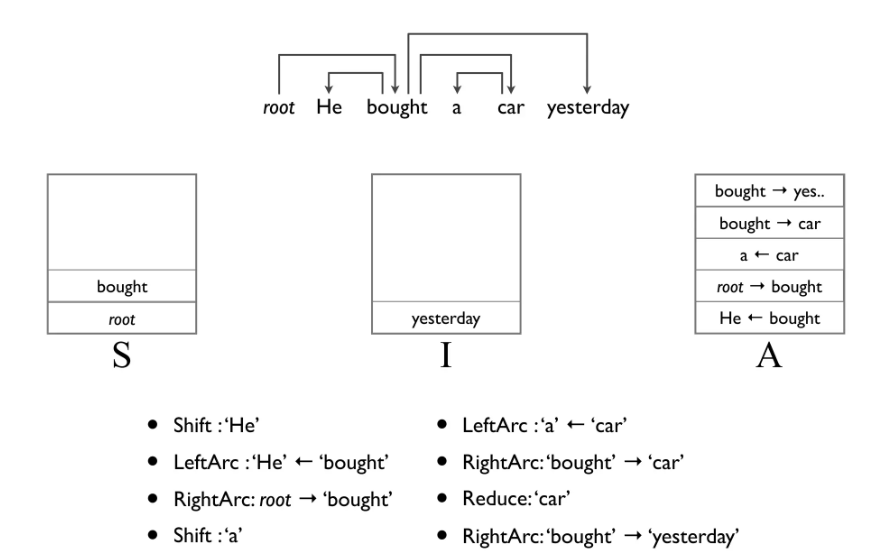 root He bought a car yesterday
bought → yes..
bought → car
a ← car
root → bought
He ← bought
bought
root
yesterday
S
I
A
• Shift :‘He’
• LeftArc :‘He’ ← ‘bought’
• RightArc: root → ‘bought’
• Shift :‘a’
• LeftArc :‘a’ ← ‘car’
• RightArc:‘bought’ → ‘car’
• Reduce:‘car’
• RightArc:‘bought’ → ‘yesterday’